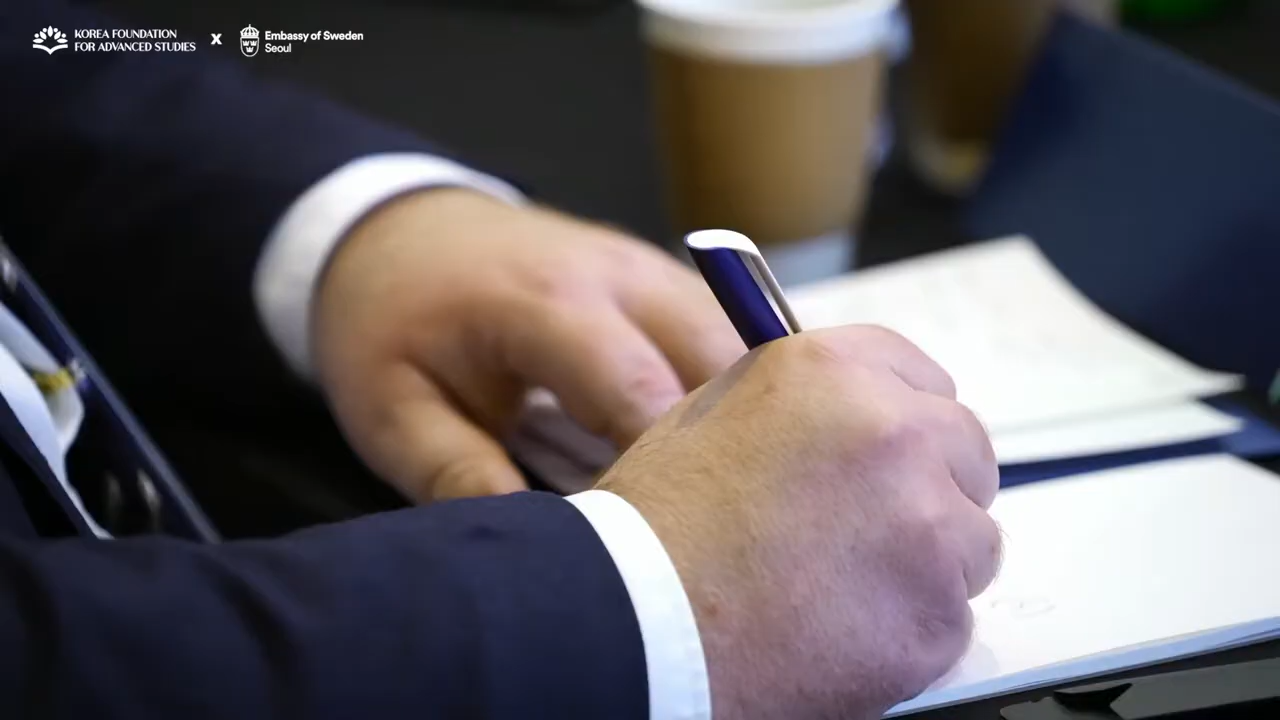 KOREA FOUNDATION
FOR ADVANCED STUDIES
x
Embassy of Sweden
Seoul